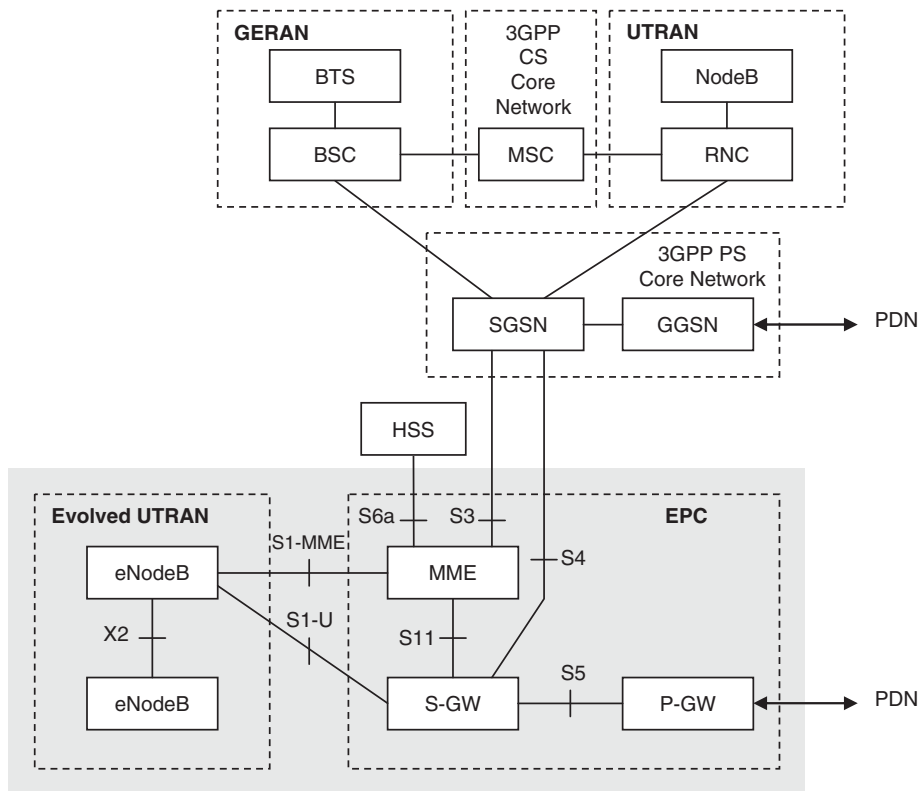 GERAN
3GPP
CS
Core
Network
UTRAN
BTS
NodeB
BSC
MSC
RNC
3GPP PS
Core Network
SGSN
GGSN
PDN
HSS
Evolved UTRAN
S6a
S3
EPC
S1-MME
eNodeB
MME
S4
X2
S1-U
S11
eNodeB
S-GW
S5
P-GW
PDN